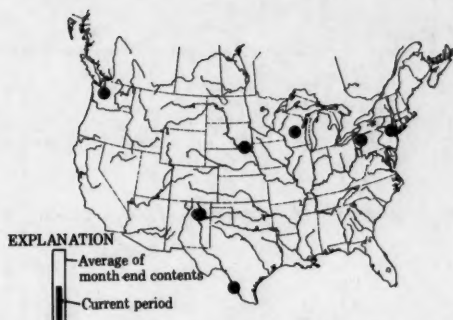 EXPLANATION
Average of
month-end contents
Current period